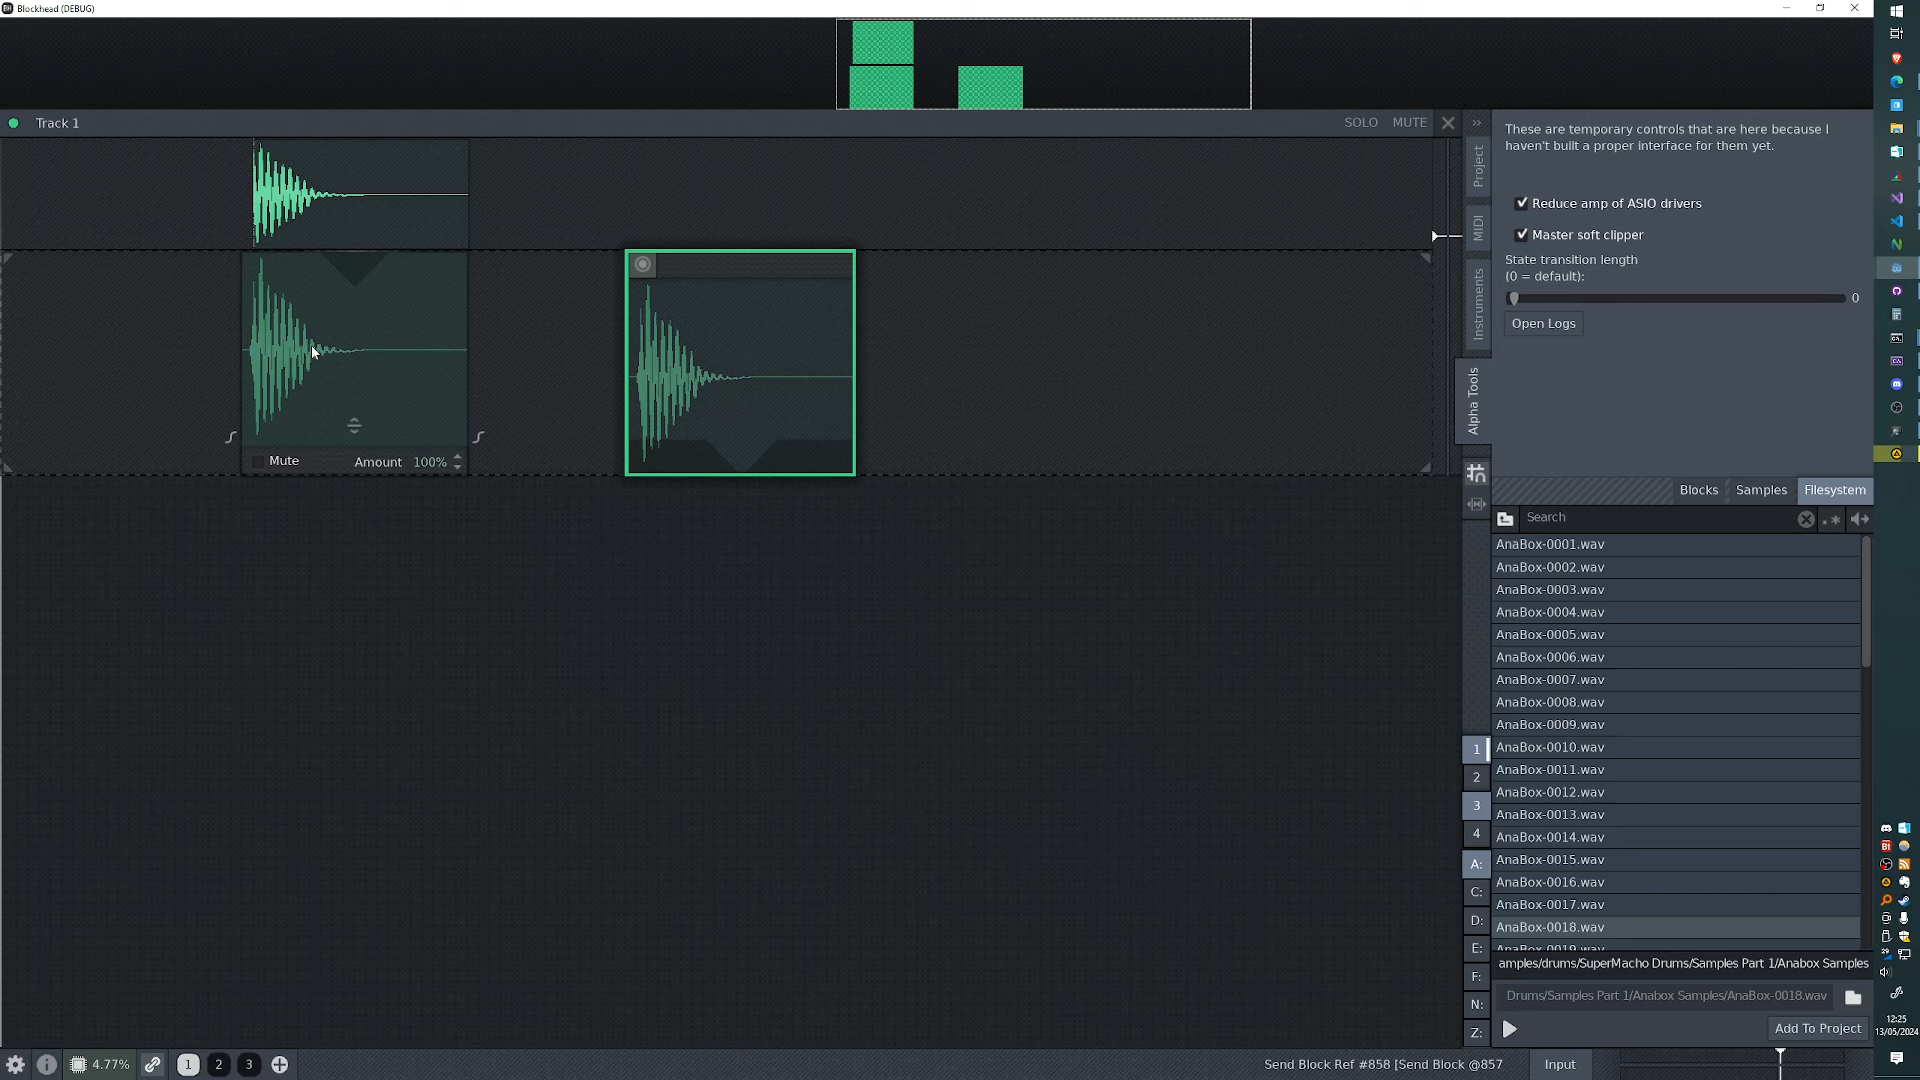 Blockhead (DEBUG)
Track 1
SOLO MUTE
Mute Amount 100%
Project
MIDI
Instruments
Alpha Tools
These are temporary controls that are here because I
haven't built a proper interface for them yet.
Reduce amp of ASIO drivers
Master soft clipper
State transition length
(0 = default):
0
Open Logs
Blocks Samples Filesystem
Search
.*
AnaBox-0001.wav
AnaBox-0002.wav
AnaBox-0003.wav
AnaBox-0004.wav
AnaBox-0005.wav
AnaBox-0006.wav
AnaBox-0007.wav
AnaBox-0008.wav
AnaBox-0009.wav
AnaBox-0010.wav
AnaBox-0011.wav
AnaBox-0012.wav
AnaBox-0013.wav
AnaBox-0014.wav
AnaBox-0015.wav
AnaBox-0016.wav
AnaBox-0017.wav
AnaBox-0018.wav
AnaBox-0019.wav
1
2
3
4
A:
C:
D:
E:
F:
N:
Z:
amples/drums/SuperMacho Drums/Samples Part 1/Anabox Samples
Drums/Samples Part 1/Anabox Samples/AnaBox-0018.wav
Add To Project
4.77% 1 2 3
Send Block Ref #858 [Send Block @857
Input
12:25
13/05/2024